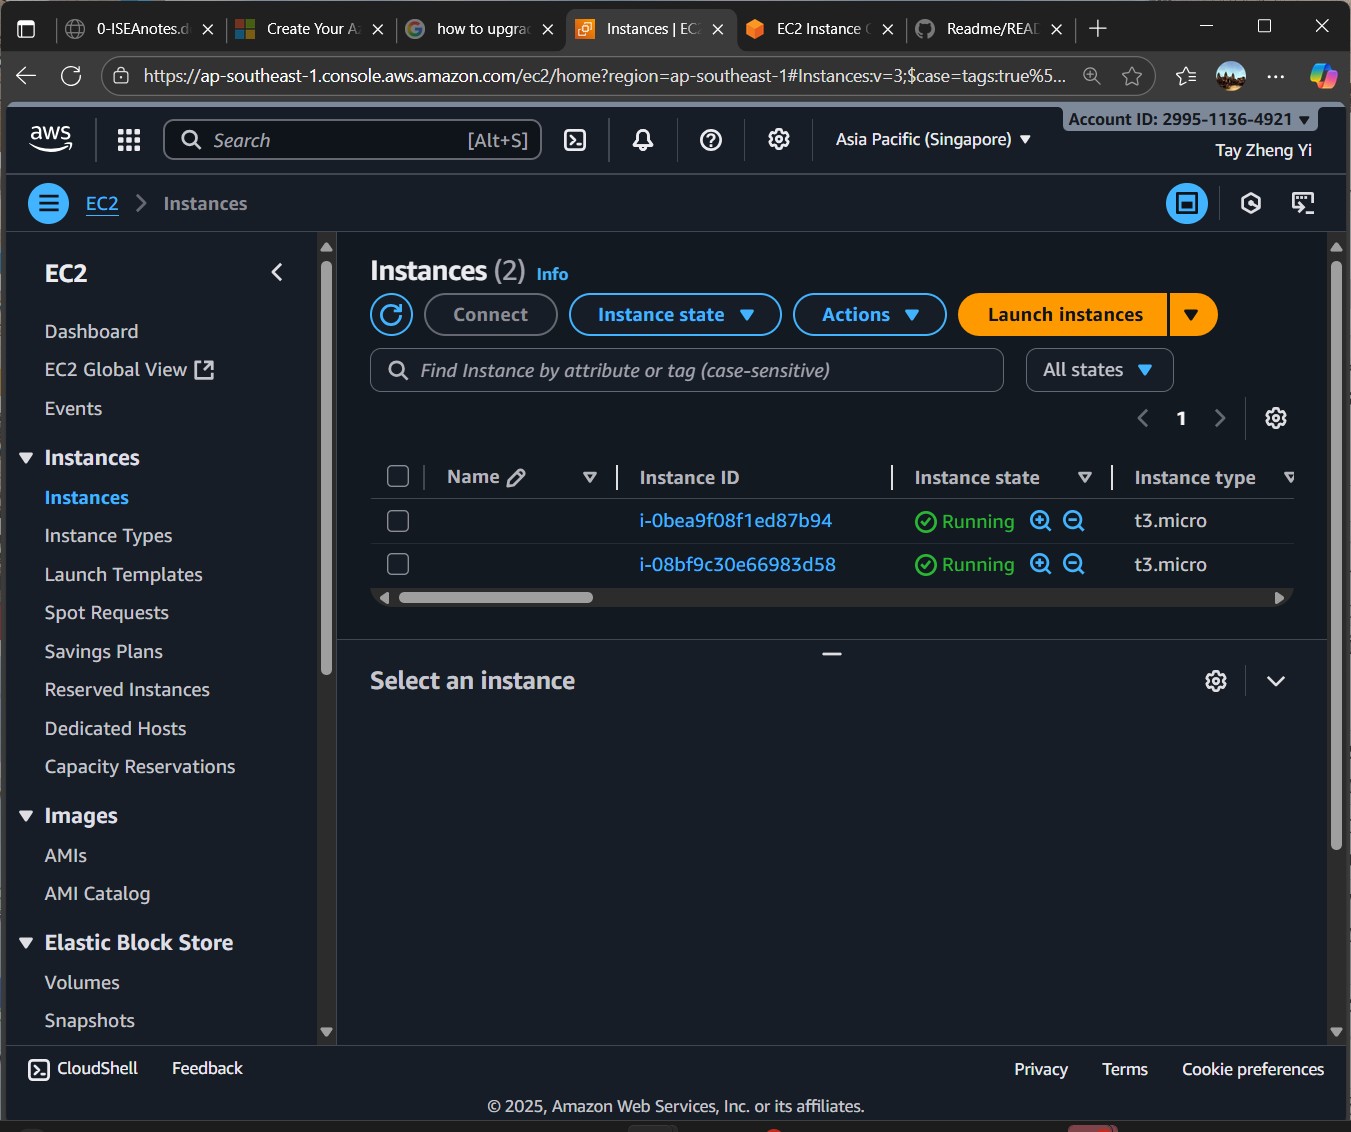 0-ISEAnotes.d
Create Your A
how to upgra
Instances | EC
EC2 Instance
Readme/REA
https://ap-southeast-1.console.aws.amazon.com/ec2/home?region=ap-southeast-1#Instances:v=3;$case=tags:true%5...
aws
Search [Alt+S]
Asia Pacific (Singapore)
Account ID: 2995-1136-4921
Tay Zheng Yi
EC2 Instances
EC2
Dashboard
EC2 Global View
Events
Instances
Instances
Instance Types
Launch Templates
Spot Requests
Savings Plans
Reserved Instances
Dedicated Hosts
Capacity Reservations
Images
AMIs
AMI Catalog
Elastic Block Store
Volumes
Snapshots
Instances (2) Info
Connect Instance state Actions Launch instances
Find Instance by attribute or tag (case-sensitive) All states
1
Name Instance ID Instance state Instance type
i-0bea9f08f1ed87b94 Running t3.micro
i-08bf9c30e66983d58 Running t3.micro
Select an instance
CloudShell Feedback Privacy Terms Cookie preferences
© 2025, Amazon Web Services, Inc. or its affiliates.